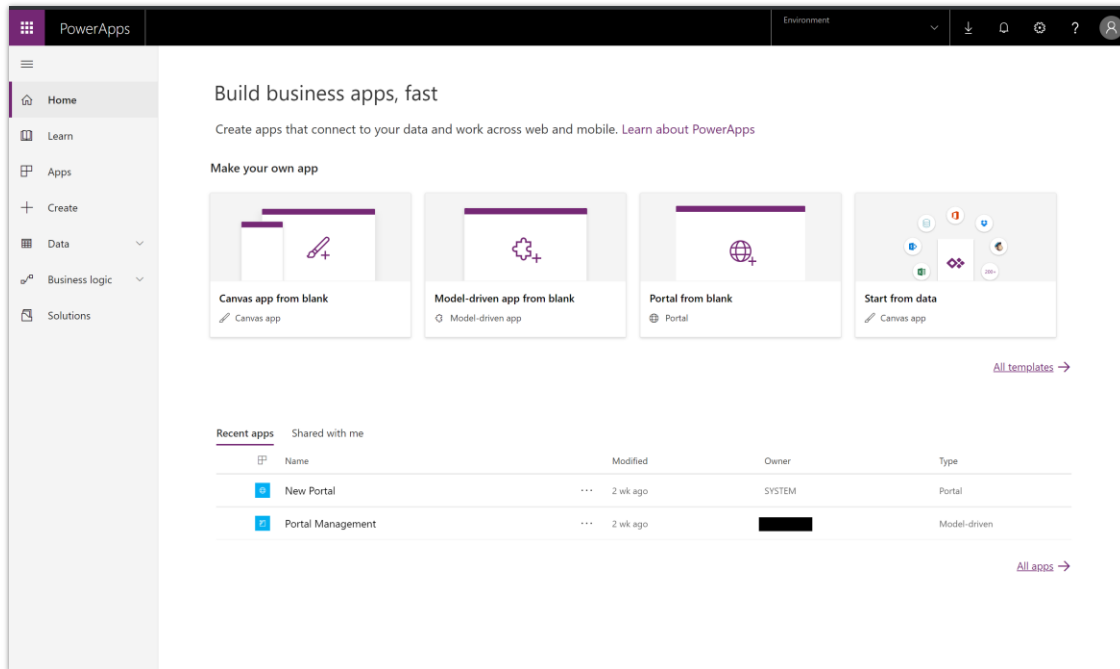 PowerApps
Environment
?
Home
Learn
Apps
Create
Data
Business logic
Solutions
Build business apps, fast
Create apps that connect to your data and work across web and mobile. Learn about PowerApps
Make your own app
Canvas app from blank
Canvas app
Model-driven app from blank
Model-driven app
Portal from blank
Portal
200+
Start from data
Canvas app
All templates
Recent apps Shared with me
Name Modified Owner Type
New Portal ··· 2 wk ago SYSTEM Portal
Portal Management ··· 2 wk ago Model-driven
All apps